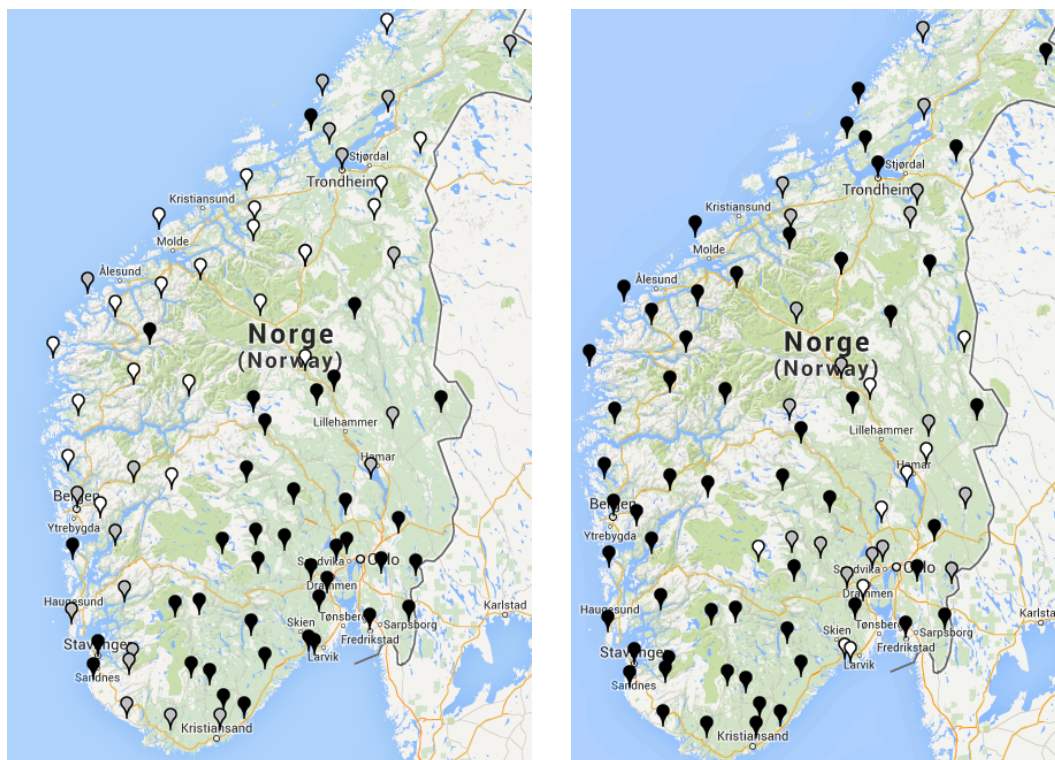 Stjørdal
Trondheim
Kristiansund
Molde
Ålesund
Norge
(Norway)
Lillehammer
Hamar
Bergen
Ytrebygda
Sandvika
Oslo
Drammen
Haugesund
Karlstad
Skien
Tønsberg
Sarpsborg
Fredrikstad
Stavanger
Larvik
Sandnes
Kristiansand
Stjørdal
Trondheim
Kristiansund
Molde
Ålesund
Norge
(Norway)
Lillehammer
Hamar
Bergen
Ytrebygda
Sandvika
Oslo
Drammen
Haugesund
Karlsta
Skien
Tønsberg
Sarpsborg
Fredrikstad
Stavanger
Larvik
Sandnes
Kristiansand